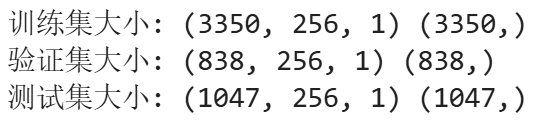 训练集大小: (3350, 256, 1) (3350,)
验证集大小: (838, 256, 1) (838,)
测试集大小: (1047, 256, 1) (1047,)